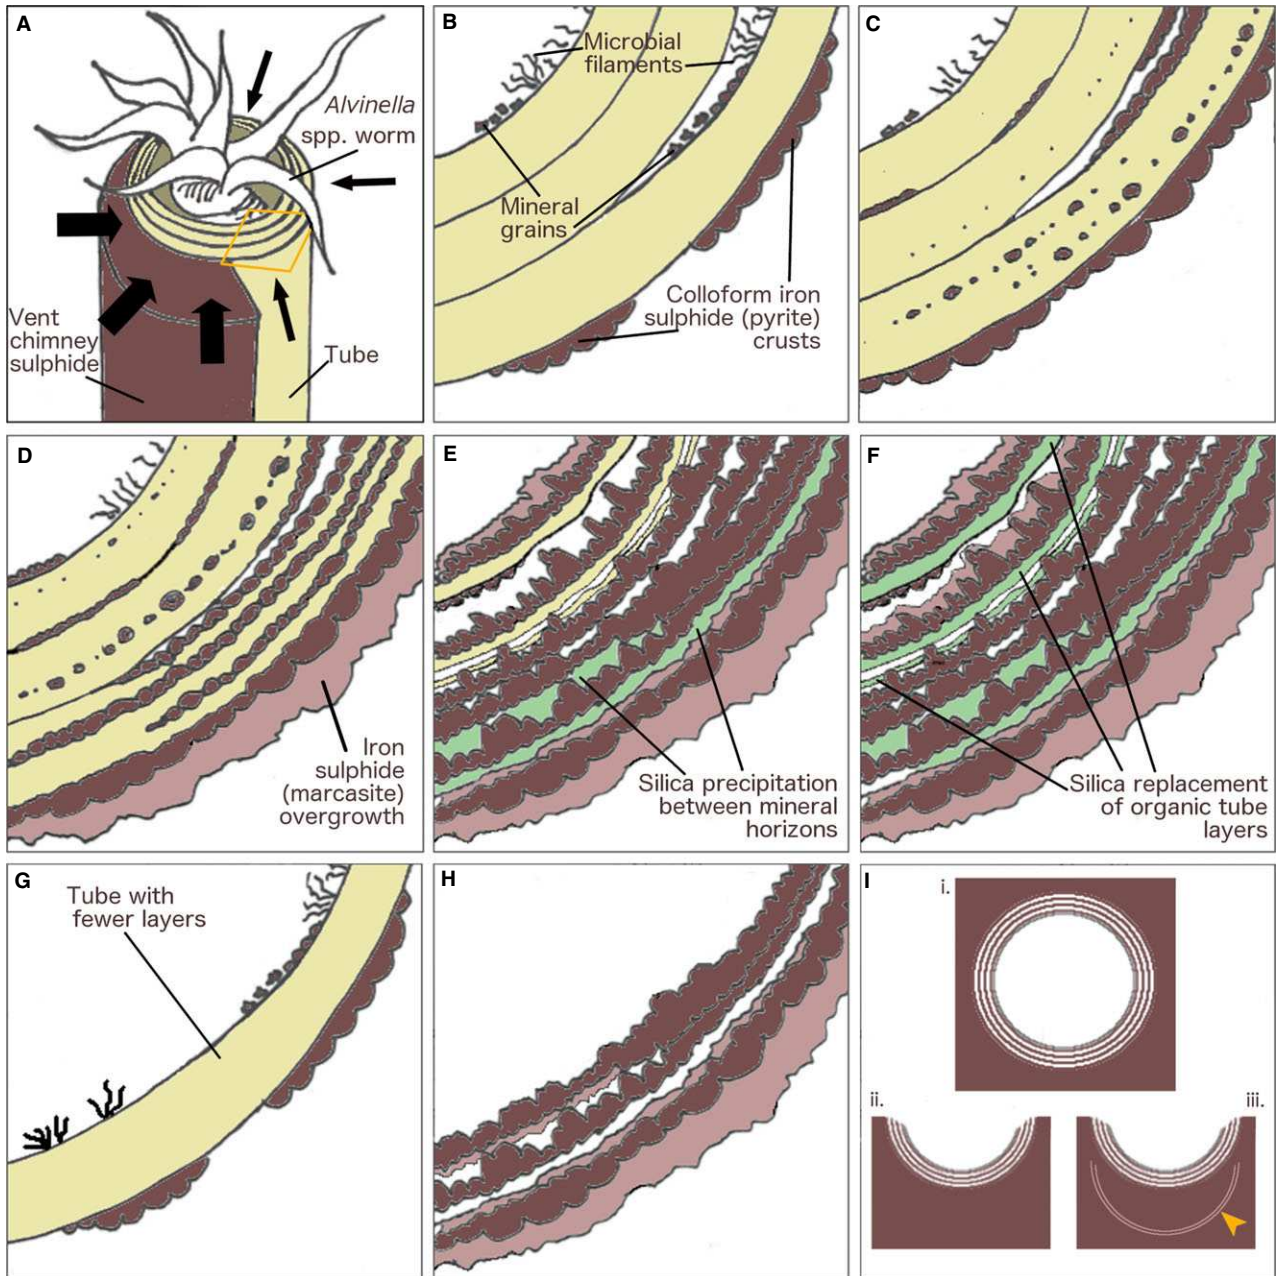 A
Alvinella
spp. worm
Vent
chimney
sulphide
Tube
B
Microbial
filaments
Mineral
grains
Colloform iron
sulphide (pyrite)
crusts
C
D
Iron
sulphide
(marcasite)
overgrowth
E
Silica precipitation
between mineral
horizons
F
Silica replacement
of organic tube
layers
G
Tube with
fewer layers
H
I
i.
ii.
iii.